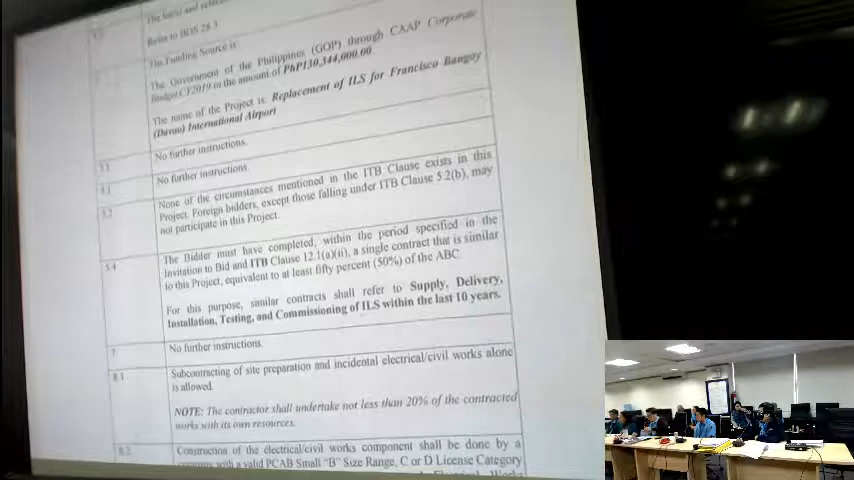 The
Refer to BDS 28.3
The Funding Source is:
The Government of the Philippines (GOP) through CAAP Corporate
Budget CY2019 in the amount of PhP130,344,000.00.
The name of the Project is: Replacement of ILS for Francisco Bangoy
(Davao) International Airport
No further instructions.
No further instructions.
5.2 None of the circumstances mentioned in the ITB Clause exists in this
Project. Foreign bidders, except those falling under ITB Clause 5.2(b), may
not participate in this Project.
5.4 The Bidder must have completed, within the period specified in the
Invitation to Bid and ITB Clause 12.1(a)(ii), a single contract that is similar
to this Project, equivalent to at least fifty percent (50%) of the ABC
For this purpose, similar contracts shall refer to Supply, Delivery,
Installation, Testing, and Commissioning of ILS within the last 10 years.
7 No further instructions.
8.1 Subcontracting of site preparation and incidental electrical/civil works alone
is allowed.
NOTE: The contractor shall undertake not less than 20% of the contracted
works with its own resources.
8.2 Construction of the electrical/civil works component shall be done by a
with a valid PCAB Small "B" Size Range, C or D License Category